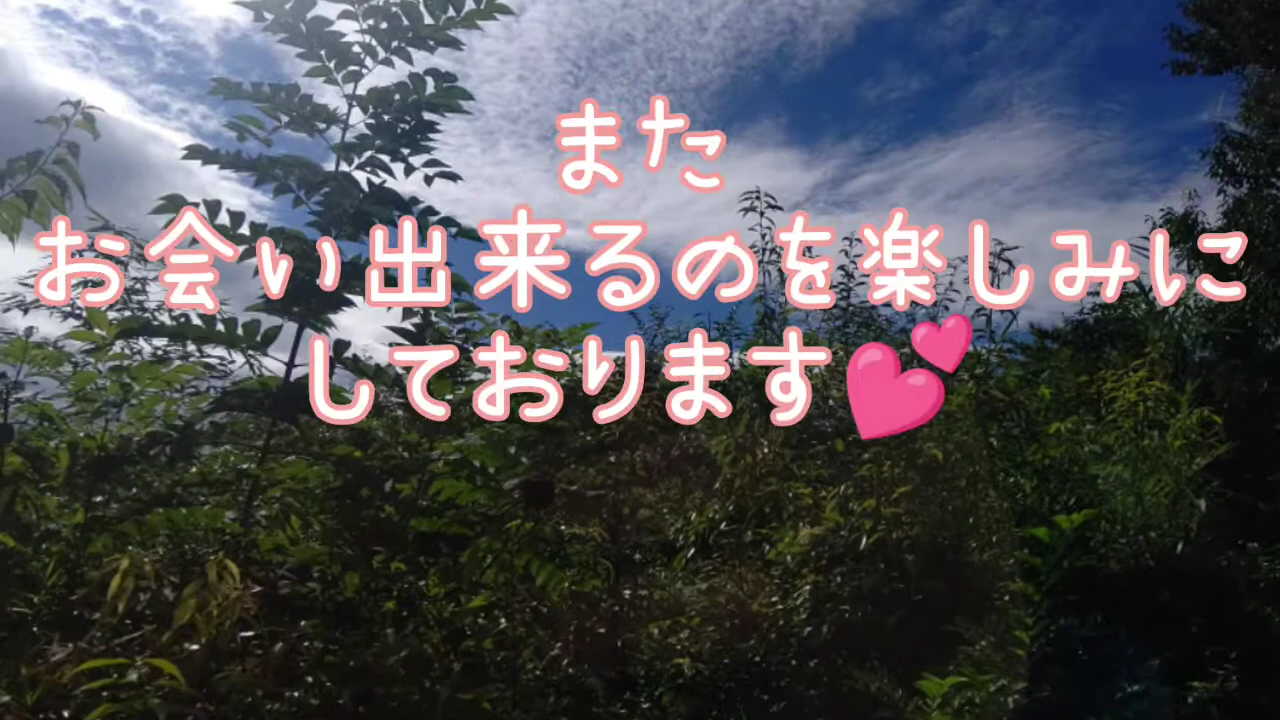 また
お会い出来るのを楽しみに
しております💕